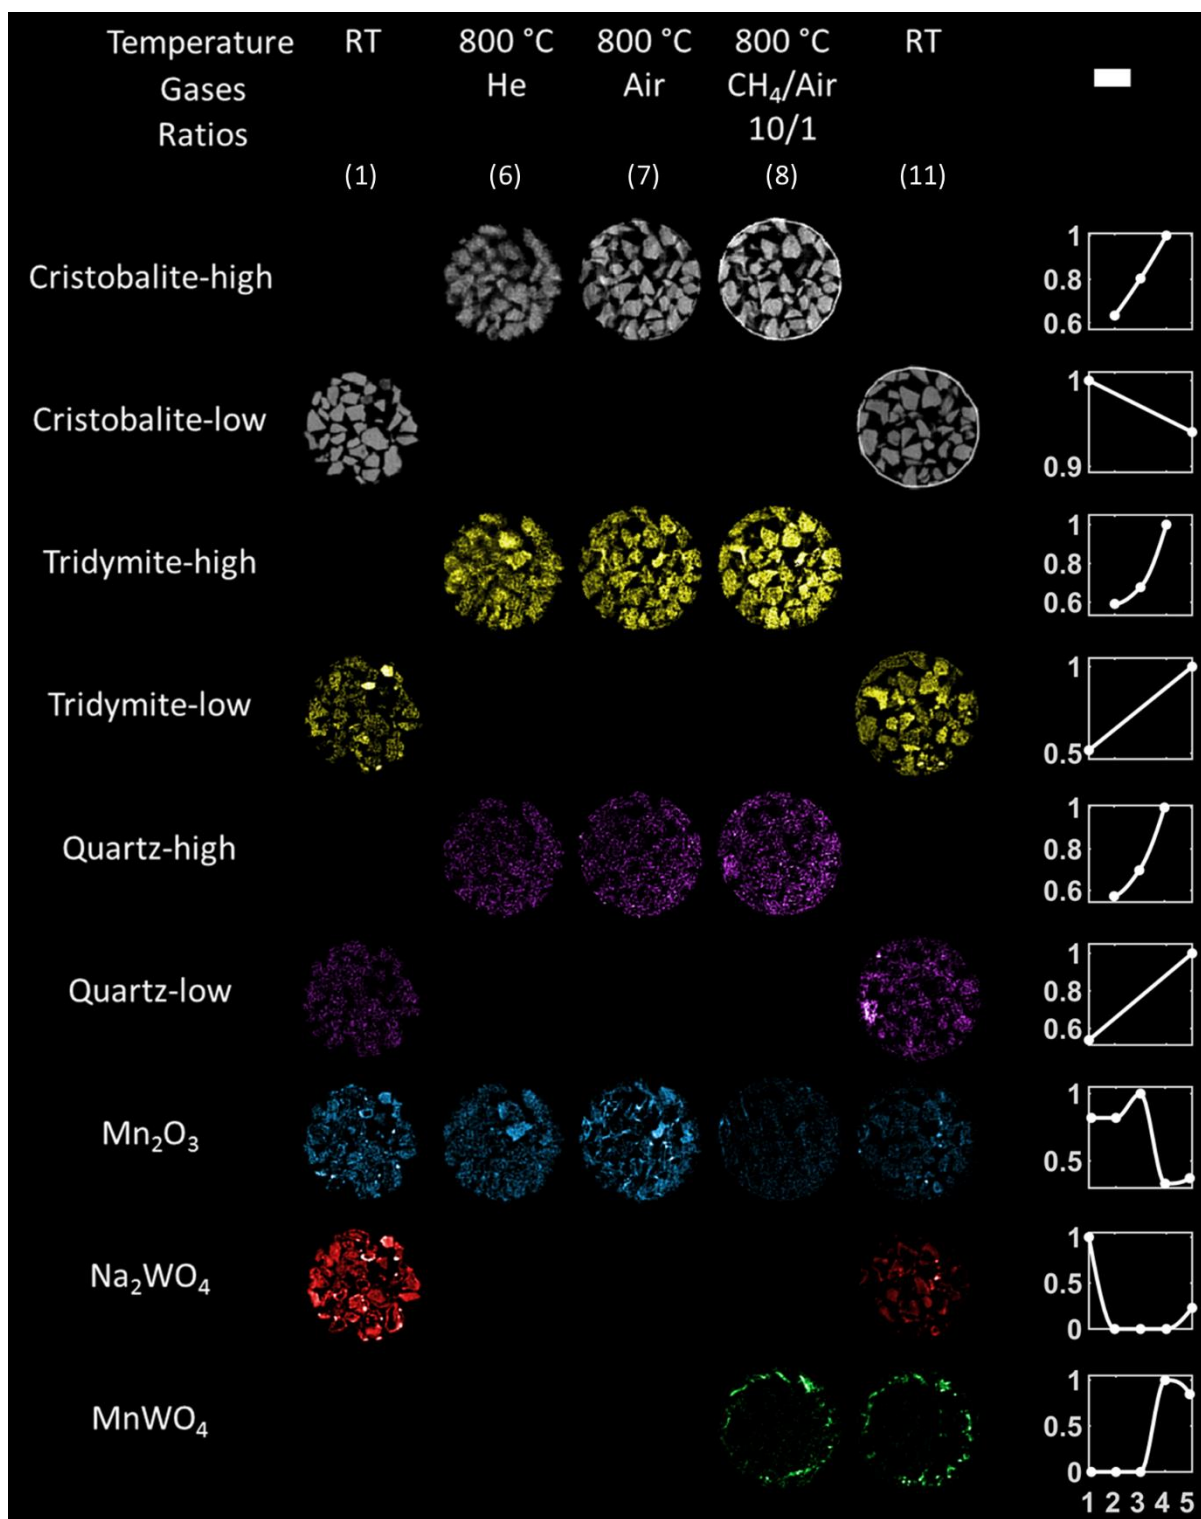 Temperature RT 800 °C 800 °C 800 °C RT
Gases He Air CH₄/Air
Ratios 10/1
(1) (6) (7) (8) (11)
Cristobalite-high
1
0.8
0.6
Cristobalite-low
1
0.9
Tridymite-high
1
0.8
0.6
Tridymite-low
1
0.5
Quartz-high
1
0.8
0.6
Quartz-low
1
0.8
0.6
Mn₂O₃
1
0.5
Na₂WO₄
1
0.5
0
MnWO₄
1
0.5
0
1 2 3 4 5